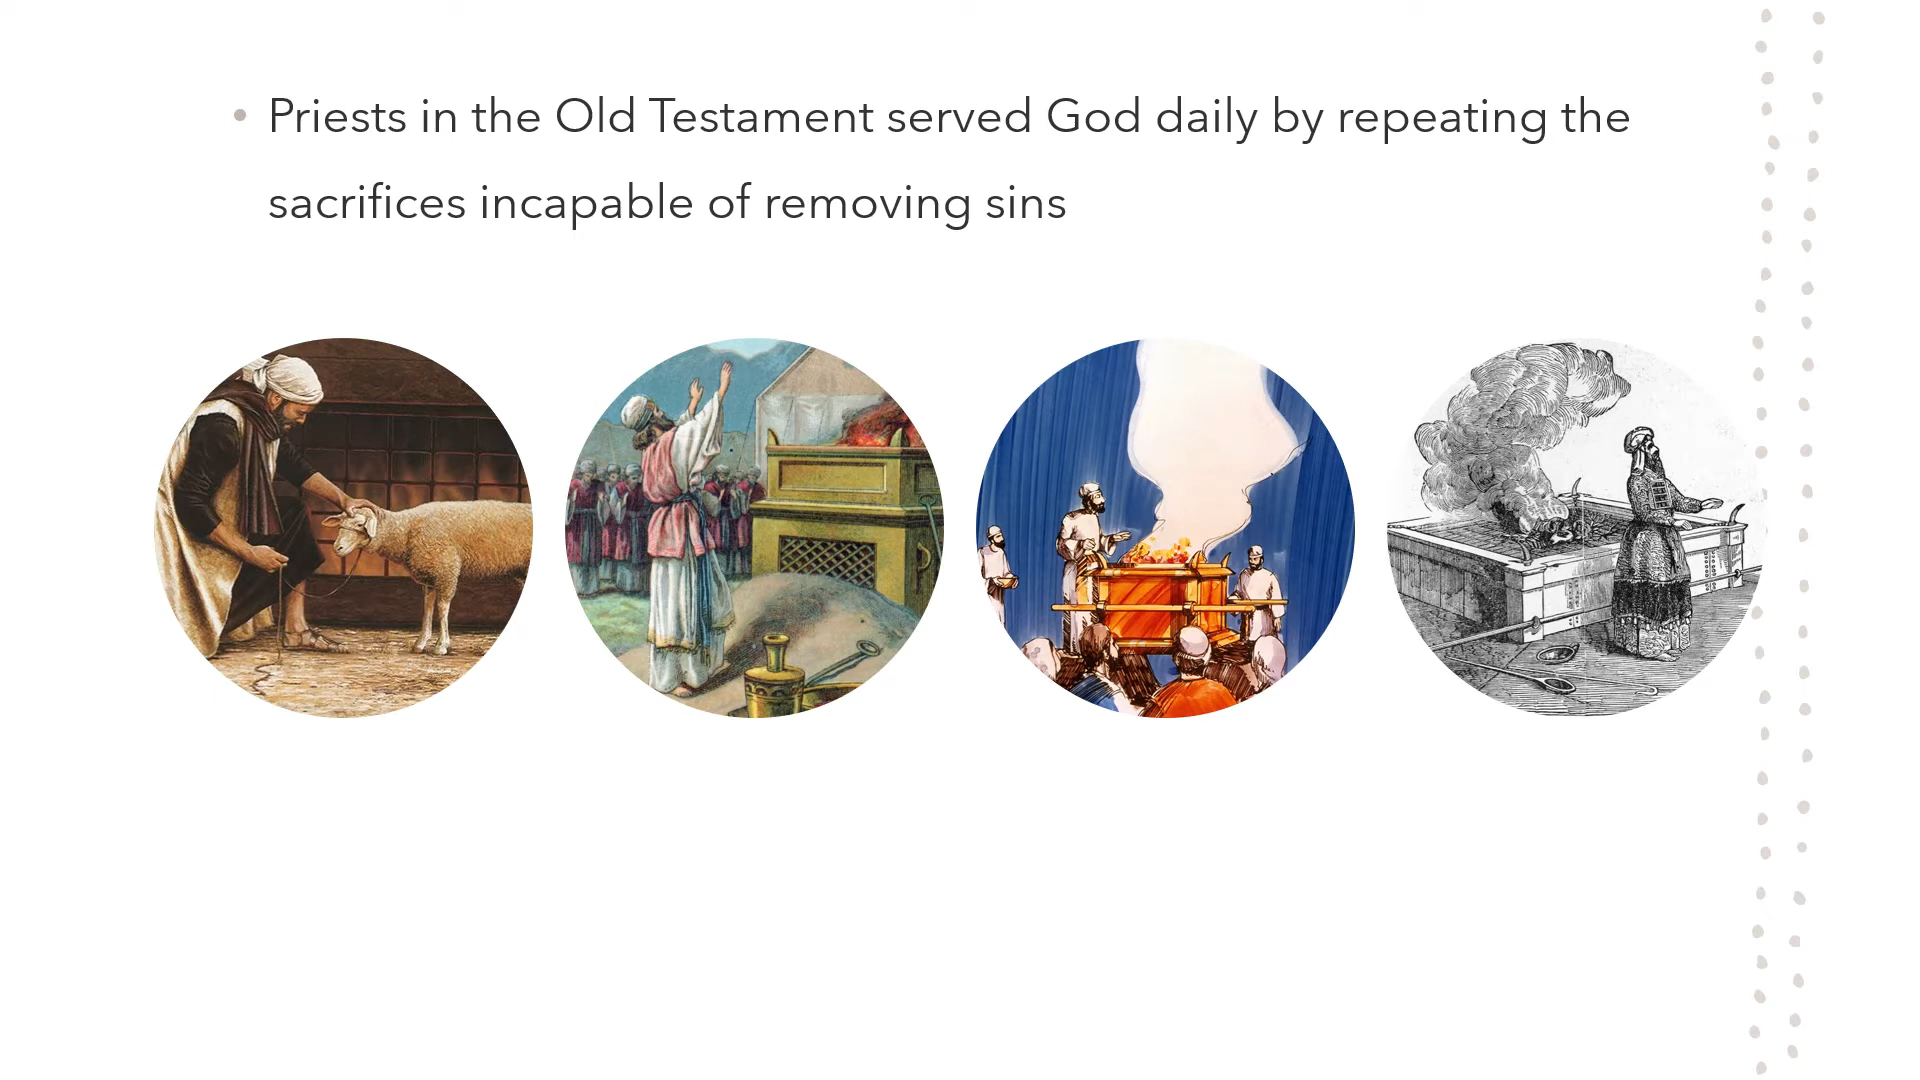 • Priests in the Old Testament served God daily by repeating the
sacrifices incapable of removing sins